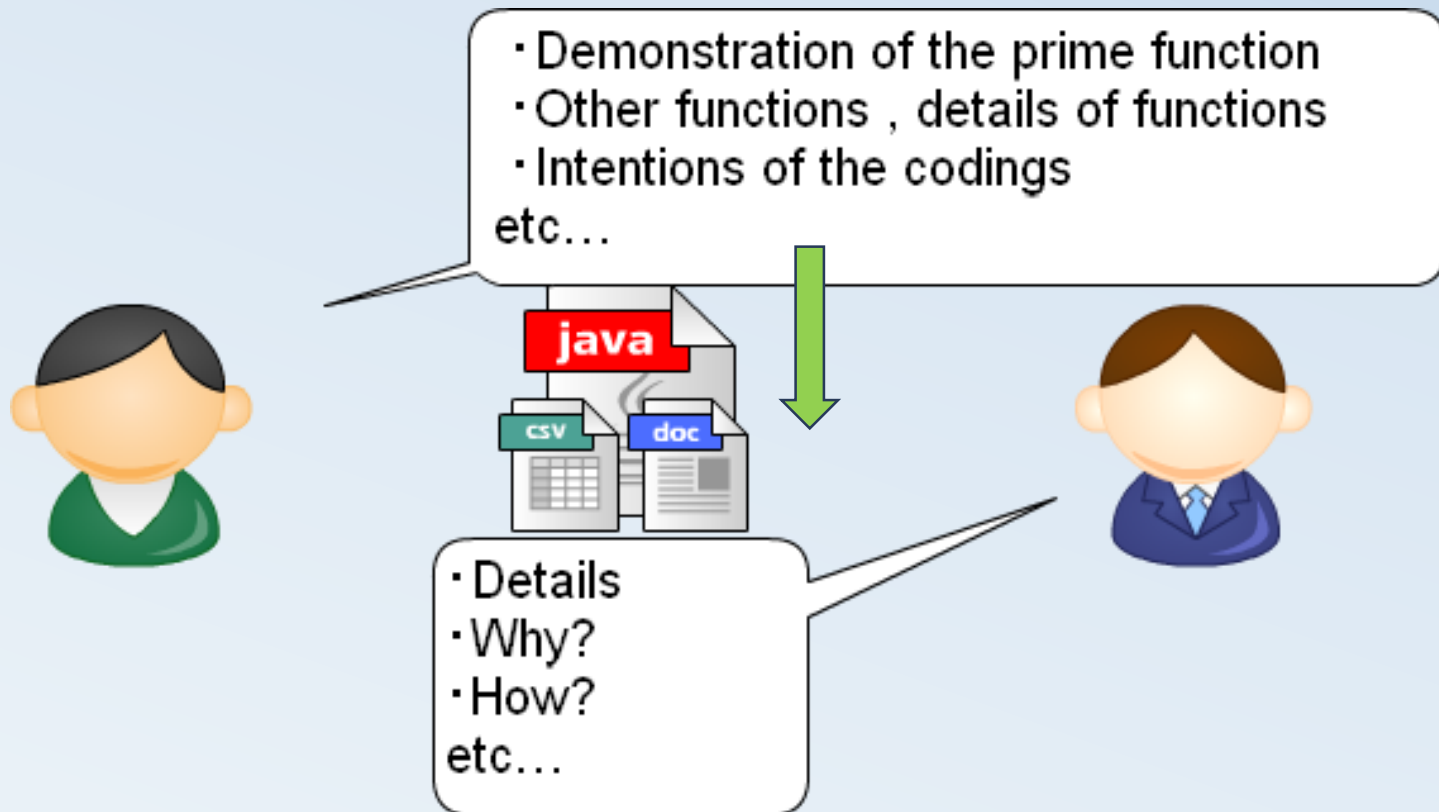 ・Demonstration of the prime function
・Other functions , details of functions
・Intentions of the codings
etc...
java
csv
doc
・Details
・Why?
・How?
etc...